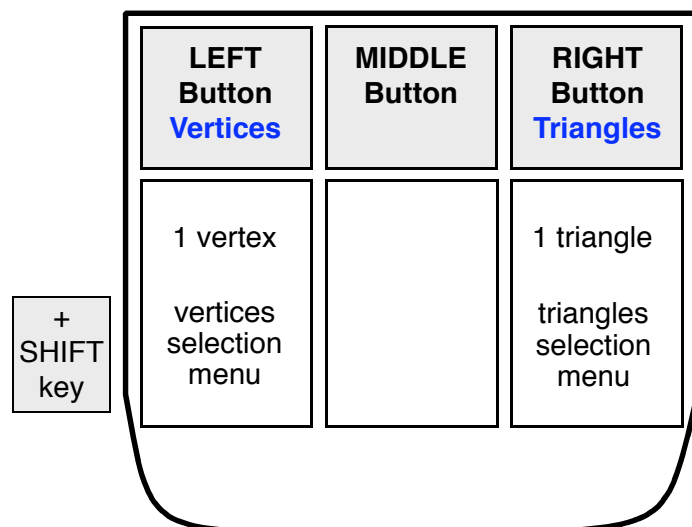 LEFT
Button
Vertices
MIDDLE
Button
RIGHT
Button
Triangles
1 vertex
1 triangle
+
SHIFT
key
vertices
selection
menu
triangles
selection
menu